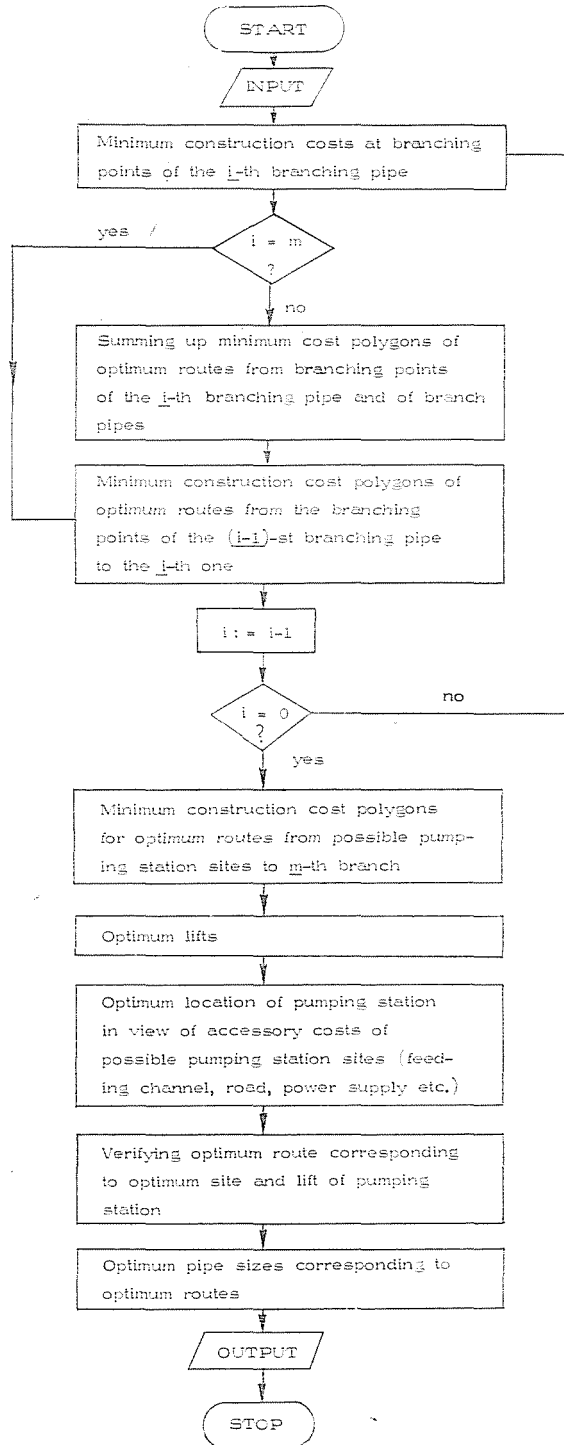 START
INPUT
Minimum construction costs at branching
points of the i-th branching pipe
yes
i = m
?
no
Summing up minimum cost polygons of
optimum routes from branching points
of the i-th branching pipe and of branch
pipes
Minimum construction cost polygons of
optimum routes from the branching
points of the (i-1)-st branching pipe
to the i-th one
i := i-1
i = 0
?
no
yes
Minimum construction cost polygons
for optimum routes from possible pump-
ing station sites to m-th branch
Optimum lifts
Optimum location of pumping station
in view of accessory costs of
possible pumping station sites (feed-
ing channel, road, power supply etc.)
Verifying optimum route corresponding
to optimum site and lift of pumping
station
Optimum pipe sizes corresponding to
optimum routes
OUTPUT
STOP